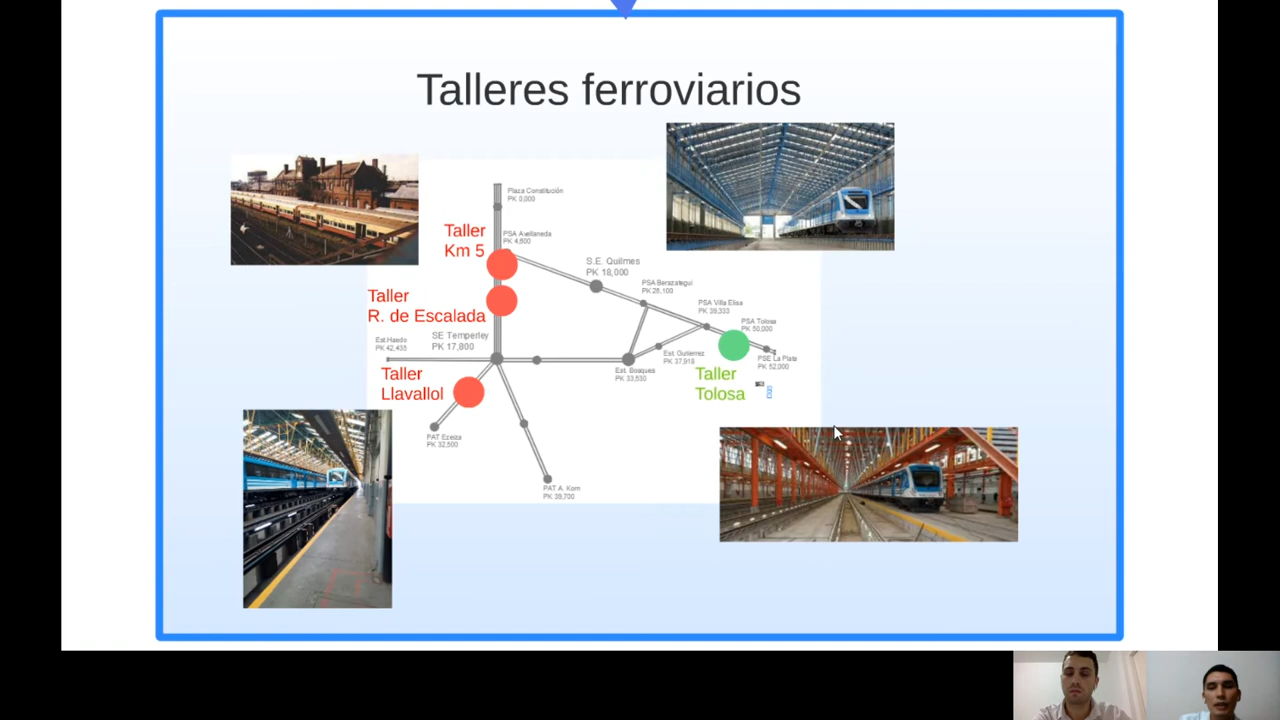 Talleres ferroviarios
Plaza Constitución
PK 0,000
Taller
Km 5
PSA Avellaneda
PK 4,600
S.E. Quilmes
PK 18,000
PSA Berazategui
PK 26,100
Taller
R. de Escalada
PSA Villa Elisa
PK 39,333
PSA Tolosa
PK 50,000
Est.Haedo
PK 42,435
SE Temperley
PK 17,800
Est. Gutierrez
PK 37,918
PSE La Plata
PK 52,000
Est. Bosques
PK 33,530
Taller
Llavallol
Taller
Tolosa
PAT Ezeiza
PK 32,500
PAT A. Korn
PK 39,700